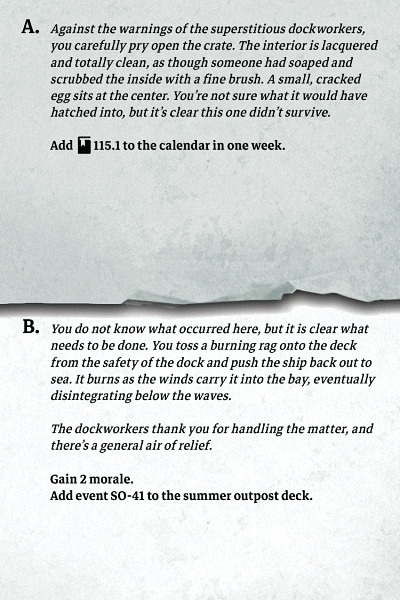 A. Against the warnings of the superstitious dockworkers,
you carefully pry open the crate. The interior is lacquered
and totally clean, as though someone had soaped and
scrubbed the inside with a fine brush. A small, cracked
egg sits at the center. You’re not sure what it would have
hatched into, but it’s clear this one didn’t survive.
Add 115.1 to the calendar in one week.
B. You do not know what occurred here, but it is clear what
needs to be done. You toss a burning rag onto the deck
from the safety of the dock and push the ship back out to
sea. It burns as the winds carry it into the bay, eventually
disintegrating below the waves.
The dockworkers thank you for handling the matter, and
there’s a general air of relief.
Gain 2 morale.
Add event SO-41 to the summer outpost deck.